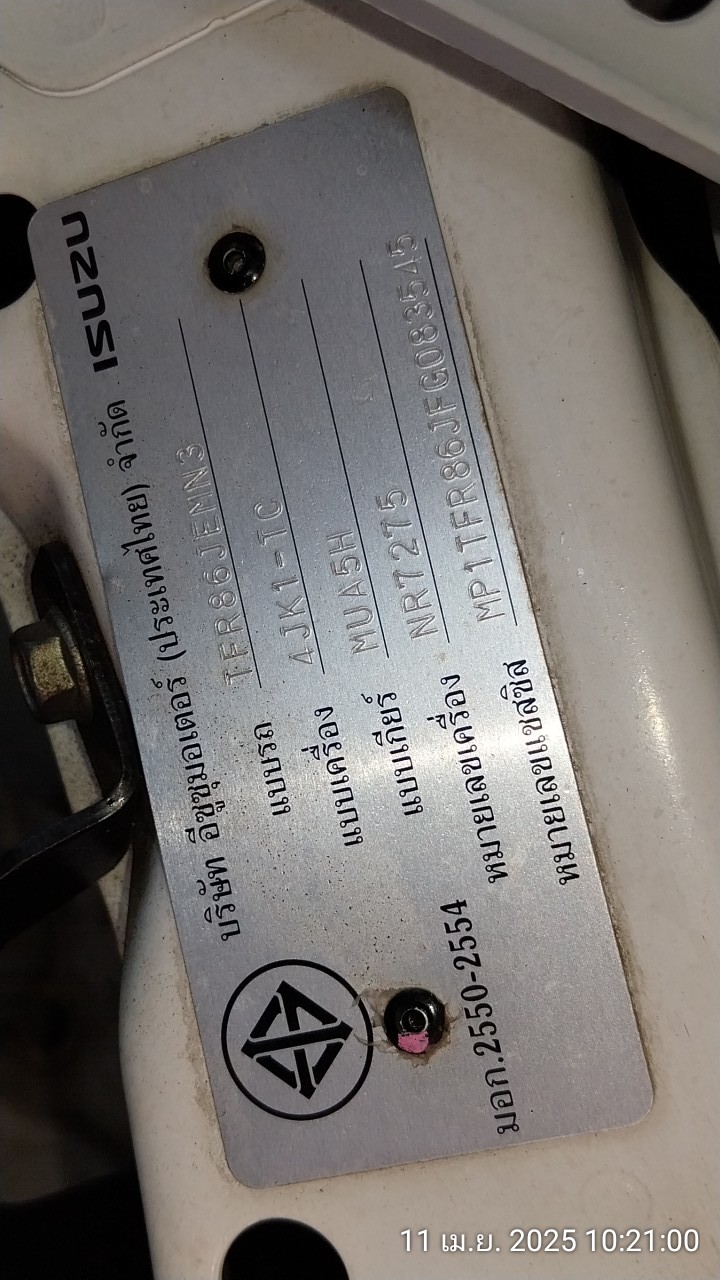 บริษัท อีซูซุมอเตอร์ (ประเทศไทย) จำกัด ISUZU
แบบรถ TFR86JEMN3
แบบเครื่อง 4JK1-TC
แบบเกียร์ MUA5H
หมายเลขเครื่อง NR7275
หมายเลขแชสซิส MP1TFR86JFG083545
มอก.2550-2554
11 เม.ย. 2025 10:21:00